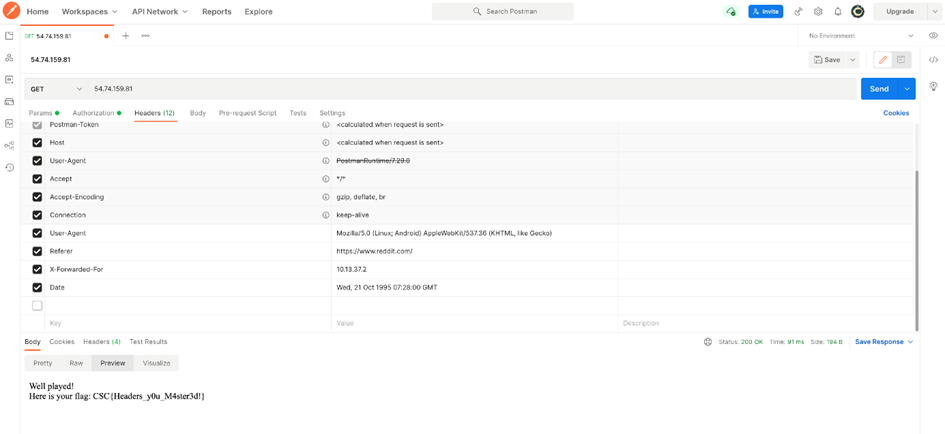 Home Workspaces API Network Reports Explore Search Postman Invite Upgrade
GET 54.74.159.81 No Environment
54.74.159.81 Save
GET 54.74.159.81 Send
Params Authorization Headers (12) Body Pre-request Script Tests Settings Cookies
Postman-Token <calculated when request is sent>
Host <calculated when request is sent>
User-Agent PostmanRuntime/7.29.0
Accept */*
Accept-Encoding gzip, deflate, br
Connection keep-alive
User-Agent Mozilla/5.0 (Linux; Android) AppleWebKit/537.36 (KHTML, like Gecko)
Referer https://www.reddit.com/
X-Forwarded-For 10.13.37.2
Date Wed, 21 Oct 1995 07:28:00 GMT
Key Value Description
Body Cookies Headers (4) Test Results Status: 200 OK Time: 91 ms Size: 194 B Save Response
Pretty Raw Preview Visualize
Well played!
Here is your flag: CSC{Headers_y0u_M4ster3d!}